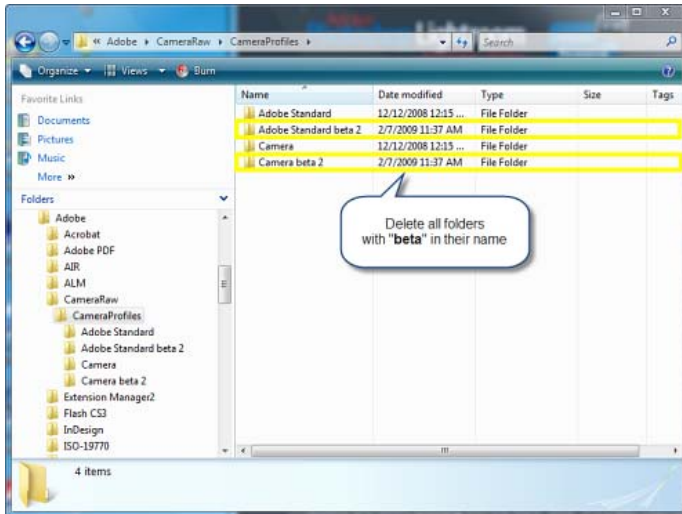 « Adobe ▸ CameraRaw ▸ CameraProfiles ▸
Search
Organize Views Burn
Favorite Links
Documents
Pictures
Music
More »
Folders
Adobe
Acrobat
Adobe PDF
AIR
ALM
CameraRaw
CameraProfiles
Adobe Standard
Adobe Standard beta 2
Camera
Camera beta 2
Extension Manager2
Flash CS3
InDesign
ISO-19770
Name Date modified Type Size Tags
Adobe Standard 12/12/2008 12:15 ... File Folder
Adobe Standard beta 2 2/7/2009 11:37 AM File Folder
Camera 12/12/2008 12:15 ... File Folder
Camera beta 2 2/7/2009 11:37 AM File Folder
Delete all folders
with "beta" in their name
4 items